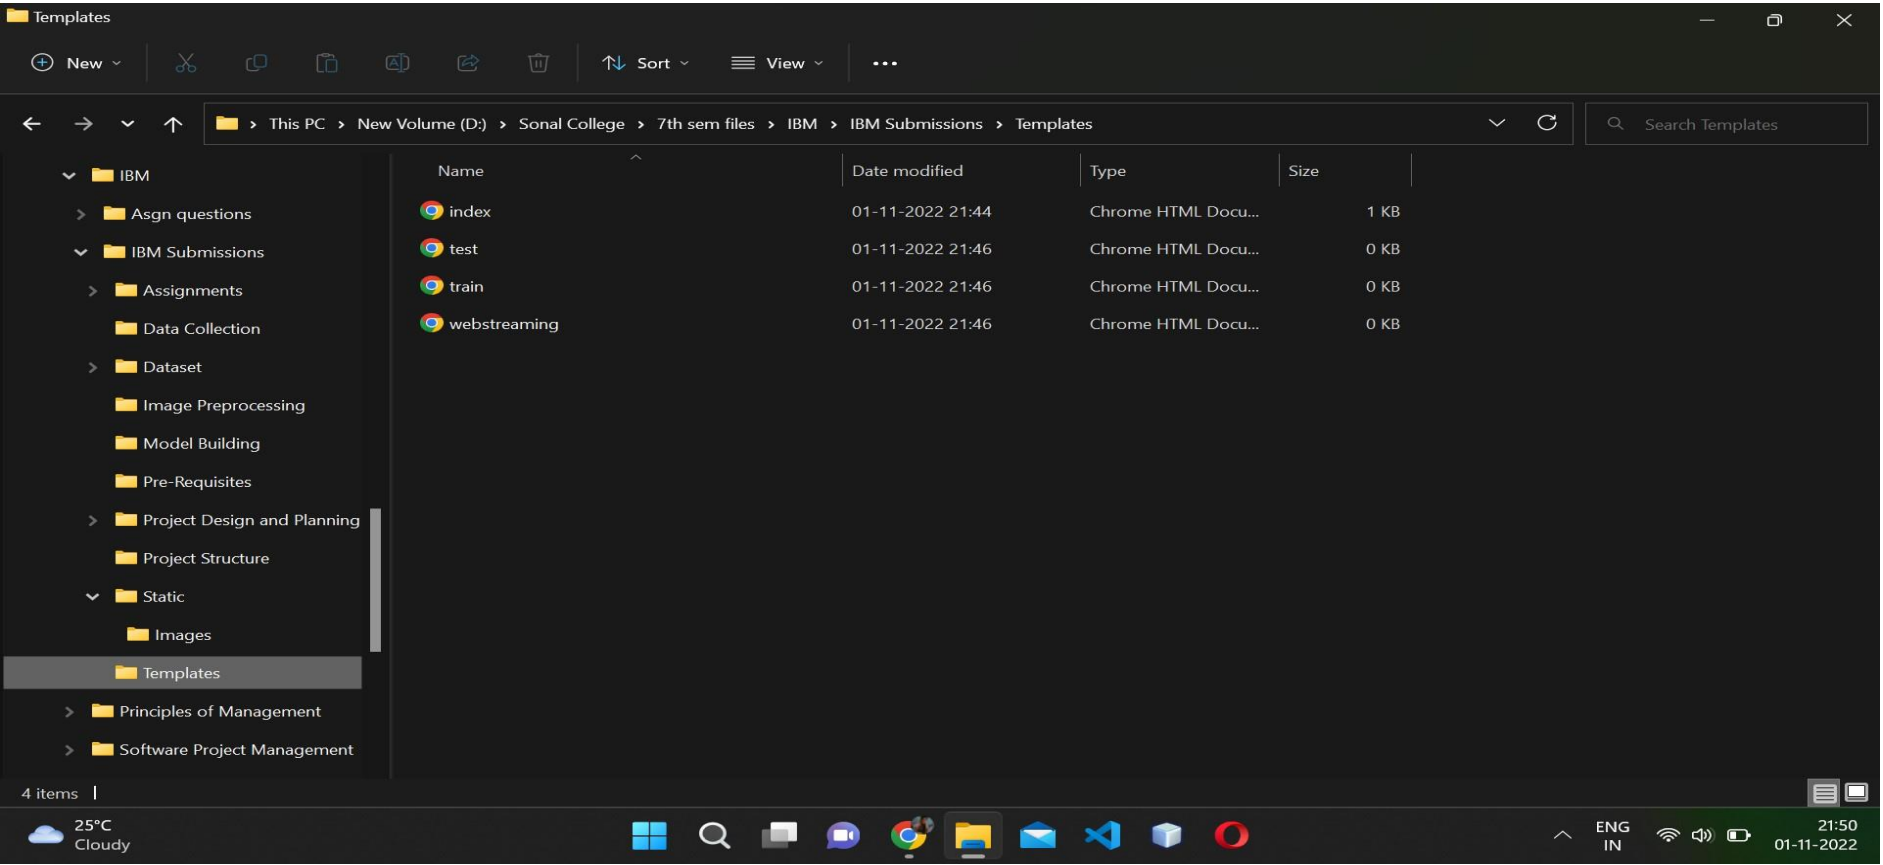 Templates
New
Sort
View
This PC > New Volume (D:) > Sonal College > 7th sem files > IBM > IBM Submissions > Templates
Search Templates
IBM
Asgn questions
IBM Submissions
Assignments
Data Collection
Dataset
Image Preprocessing
Model Building
Pre-Requisites
Project Design and Planning
Project Structure
Static
Images
Templates
Principles of Management
Software Project Management
Name Date modified Type Size
index 01-11-2022 21:44 Chrome HTML Docu... 1 KB
test 01-11-2022 21:46 Chrome HTML Docu... 0 KB
train 01-11-2022 21:46 Chrome HTML Docu... 0 KB
webstreaming 01-11-2022 21:46 Chrome HTML Docu... 0 KB
4 items
25°C
Cloudy
ENG
IN
21:50
01-11-2022